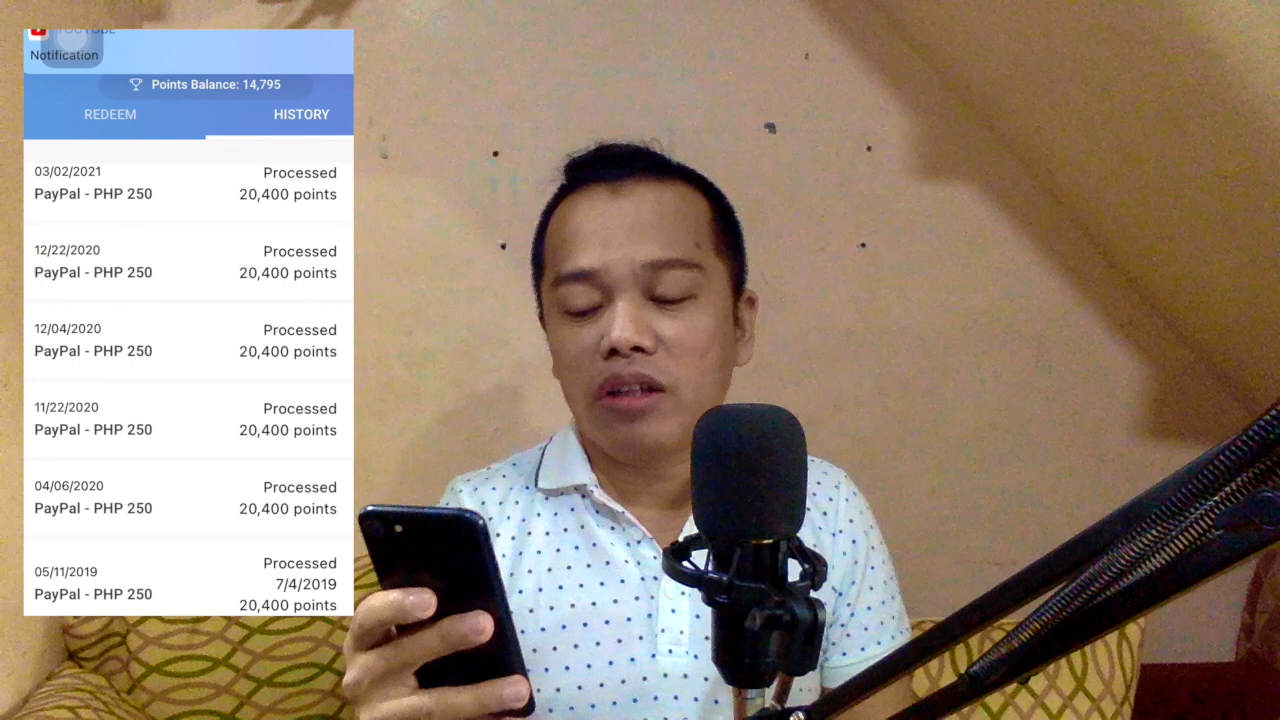 YOUTUBE
Notification
Points Balance: 14,795
REDEEM HISTORY
03/02/2021 Processed
PayPal - PHP 250 20,400 points
12/22/2020 Processed
PayPal - PHP 250 20,400 points
12/04/2020 Processed
PayPal - PHP 250 20,400 points
11/22/2020 Processed
PayPal - PHP 250 20,400 points
04/06/2020 Processed
PayPal - PHP 250 20,400 points
05/11/2019 Processed
7/4/2019
PayPal - PHP 250 20,400 points